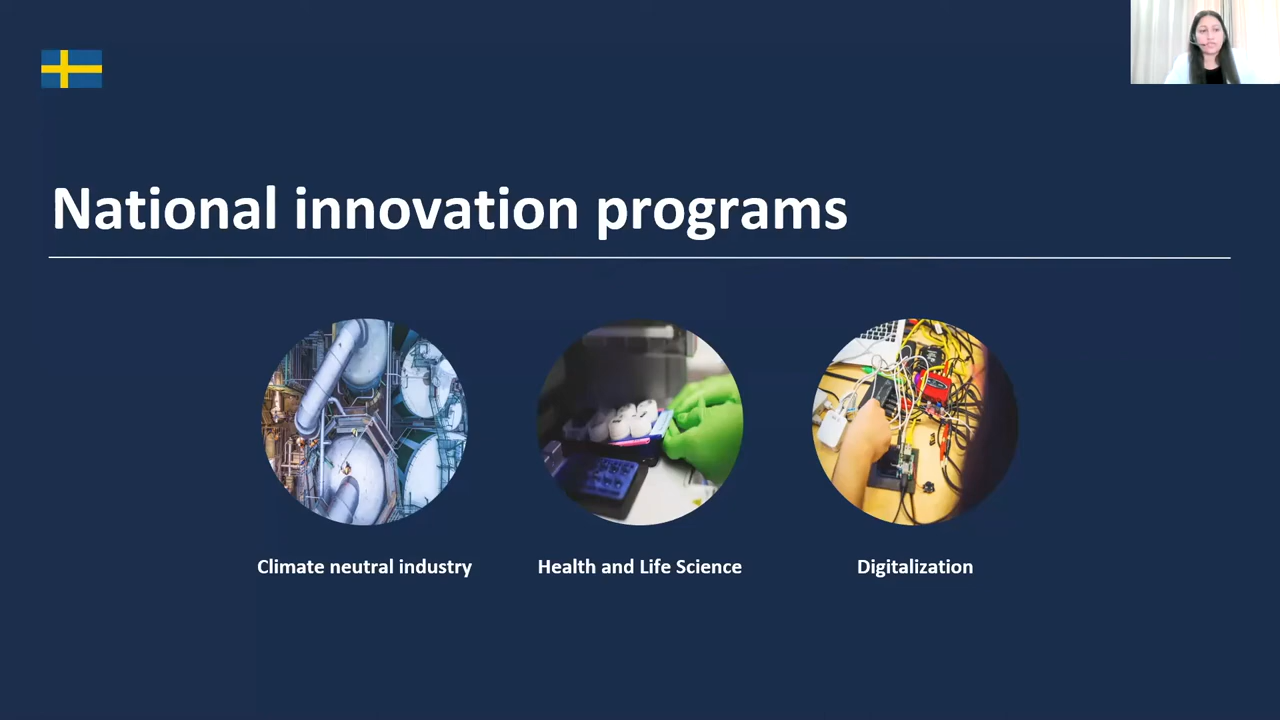 National innovation programs
Climate neutral industry
Health and Life Science
Digitalization